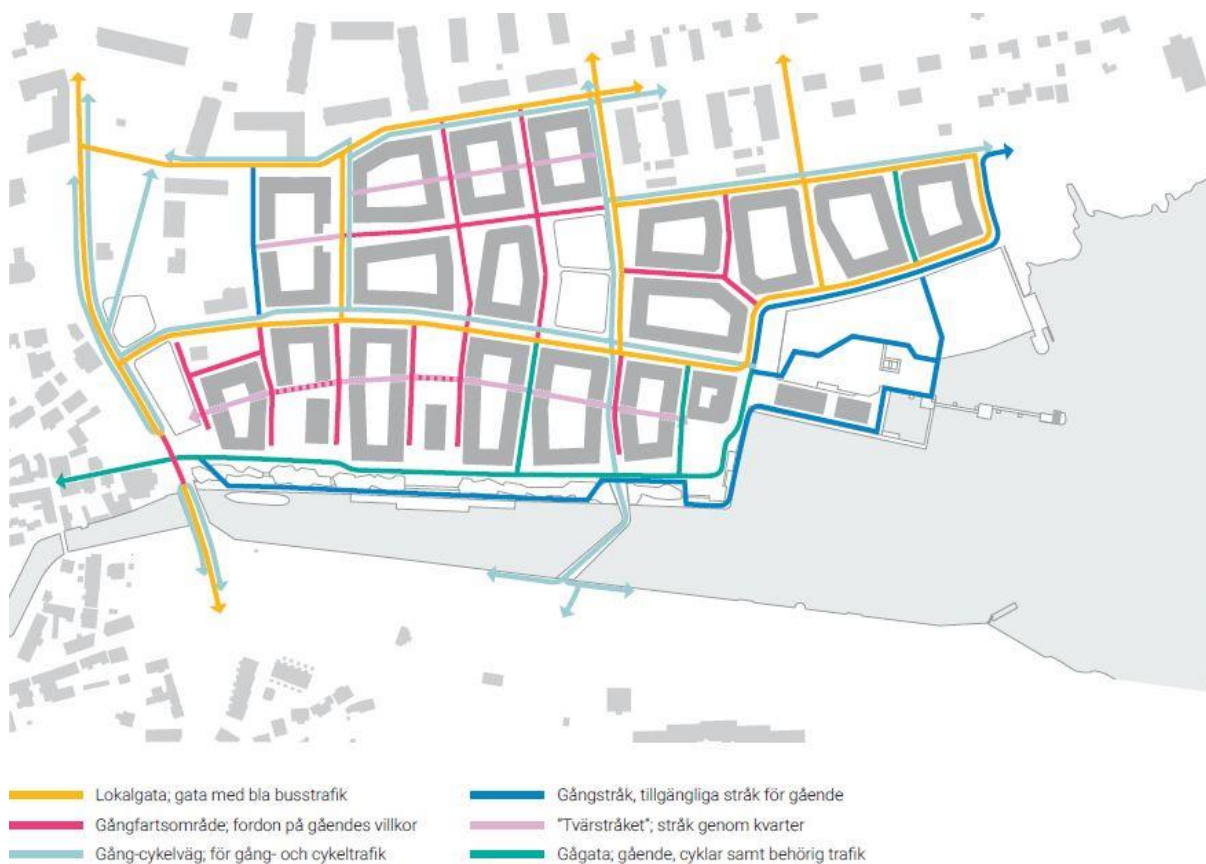 Lokalgata; gata med bla busstrafik
Gångfartsområde; fordon på gåendes villkor
Gång-cykelväg; för gång- och cykeltrafik
Gångstråk, tillgängliga stråk för gående
"Tvärstråket"; stråk genom kvarter
Gågata; gående, cyklar samt behörig trafik